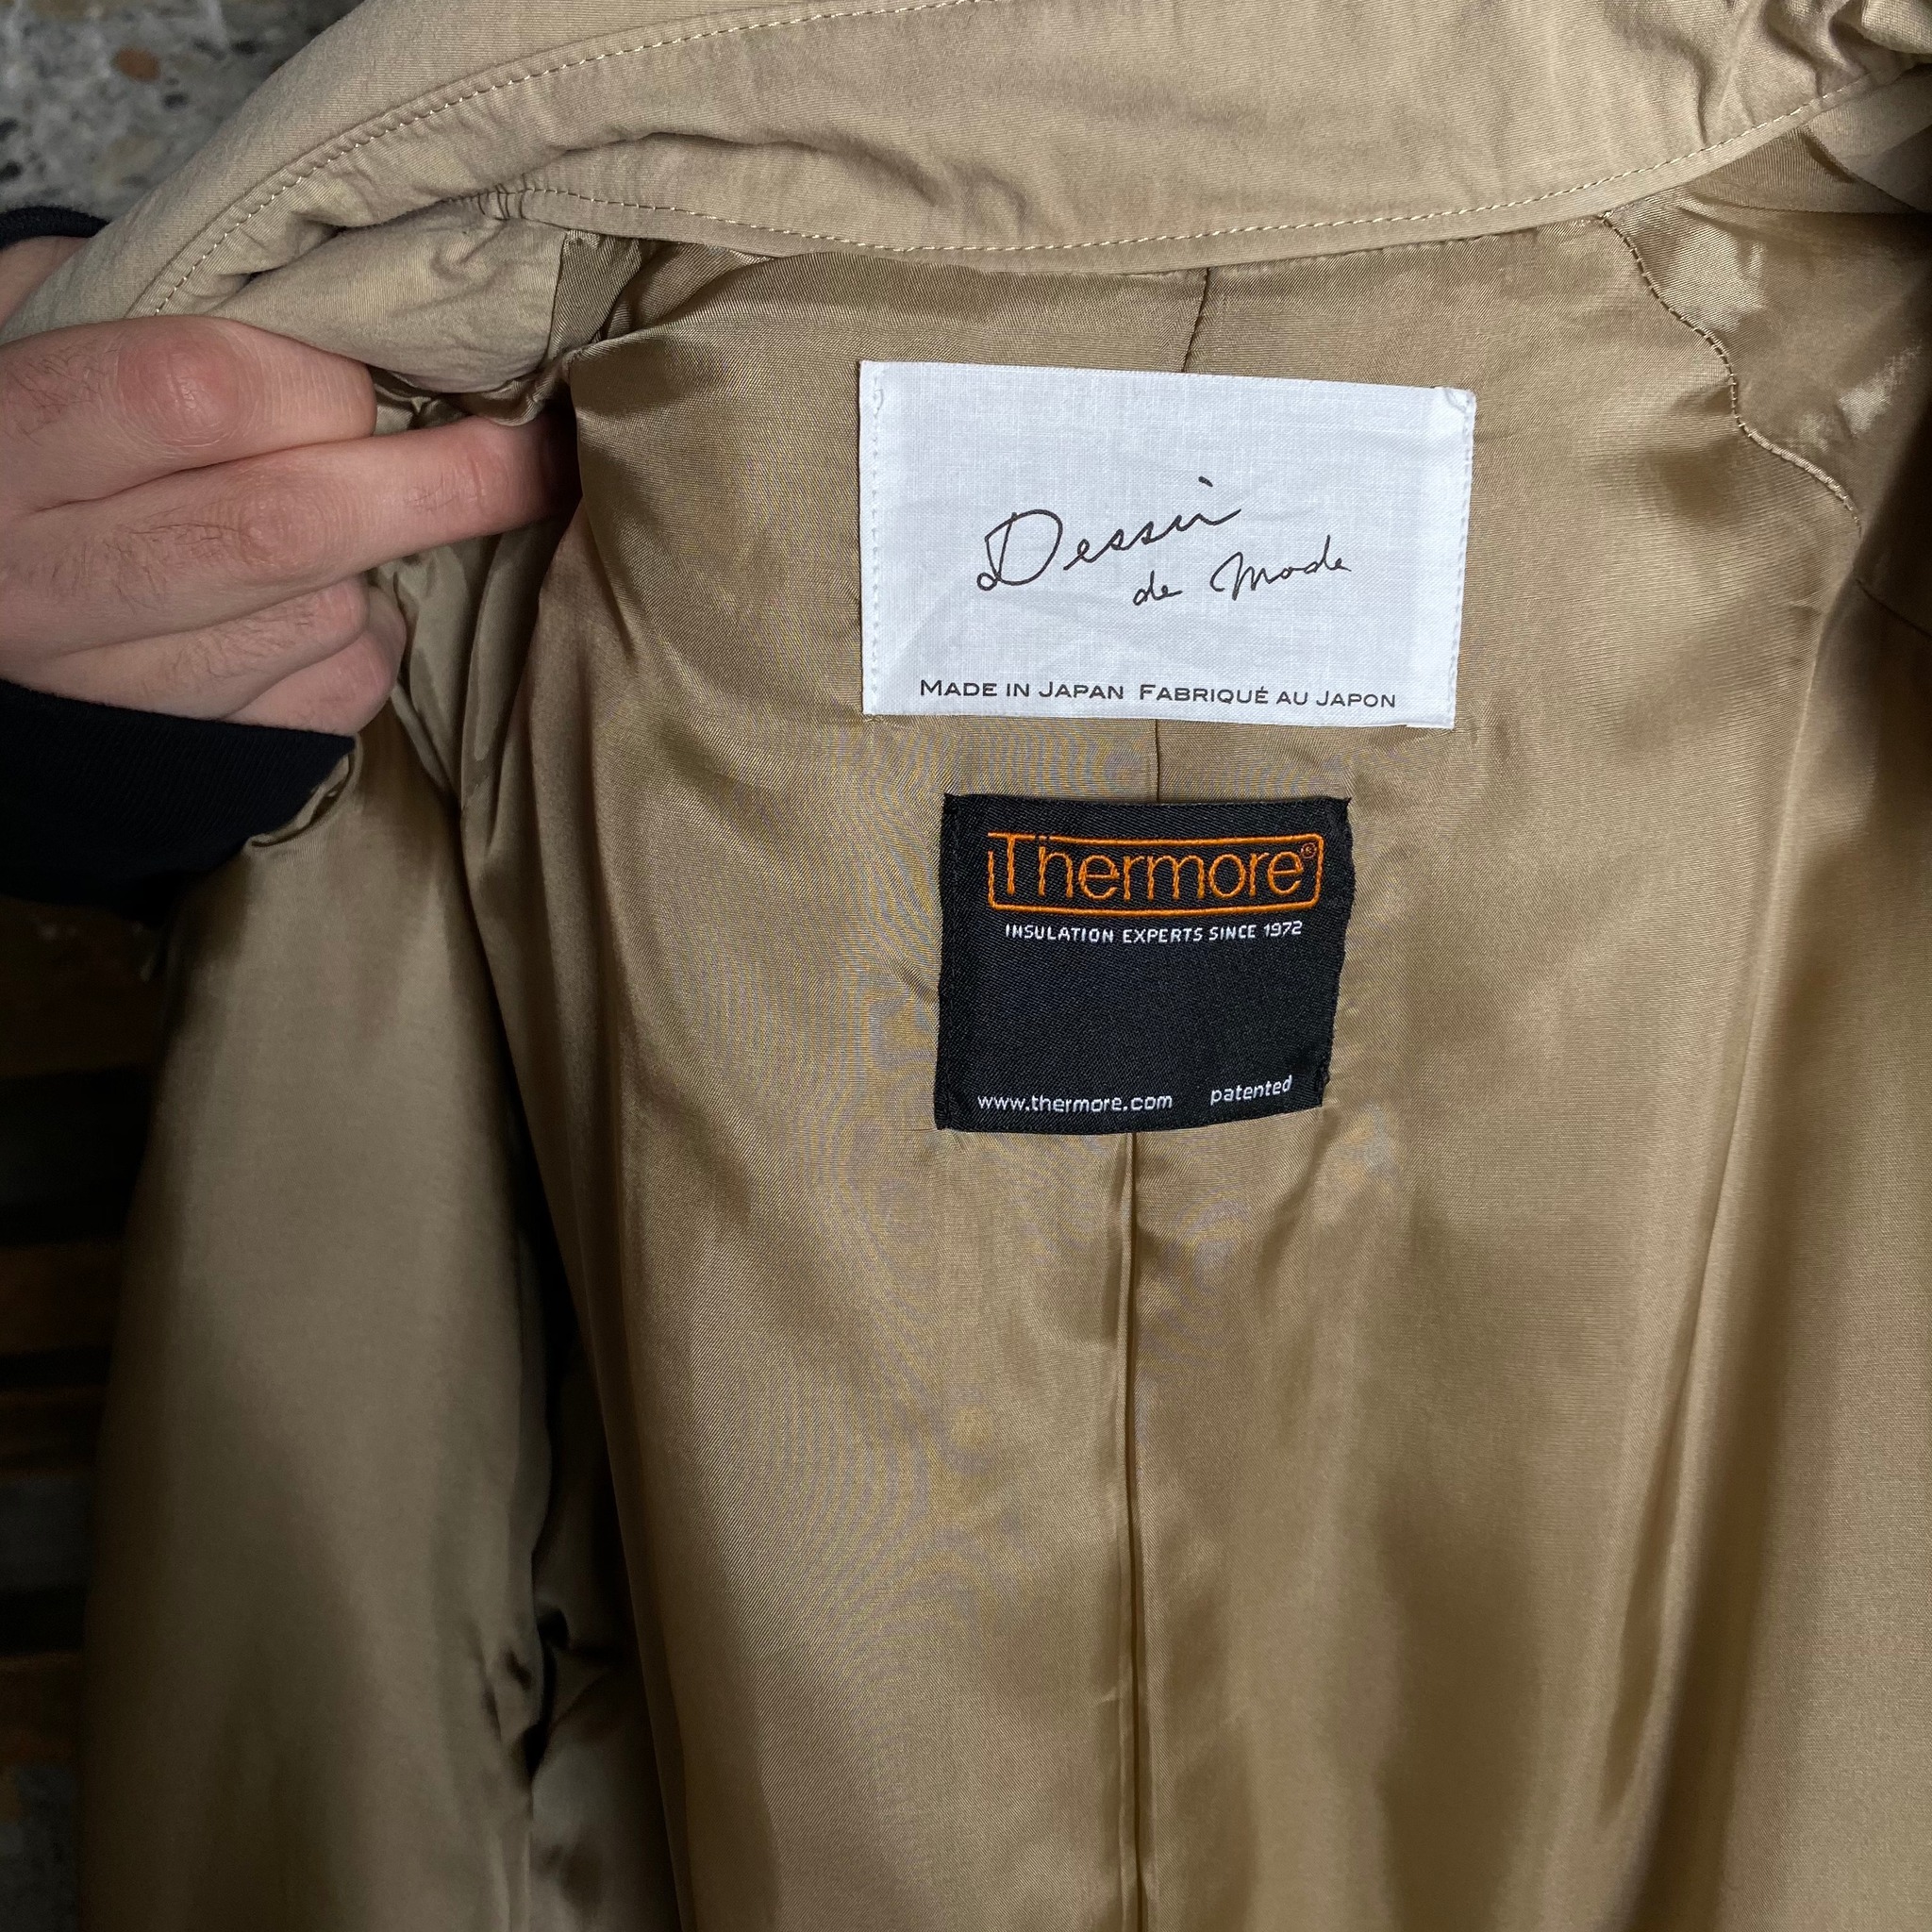 Dessin
de Mode
MADE IN JAPAN FABRIQUÉ AU JAPON
Thermore®
INSULATION EXPERTS SINCE 1972
www.thermore.com patented